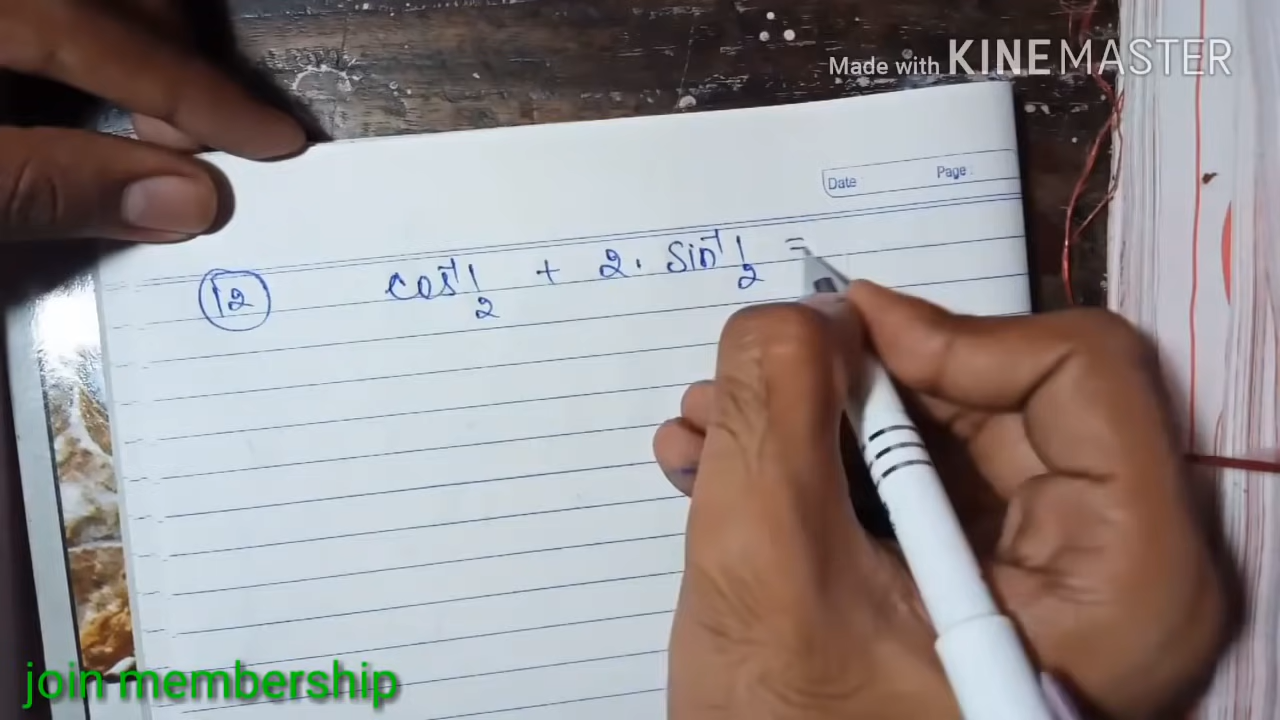 Made with KINEMASTER
Date Page :
12 cos⁻¹ 1/2 + 2. sin⁻¹ 1/2 =
join membership